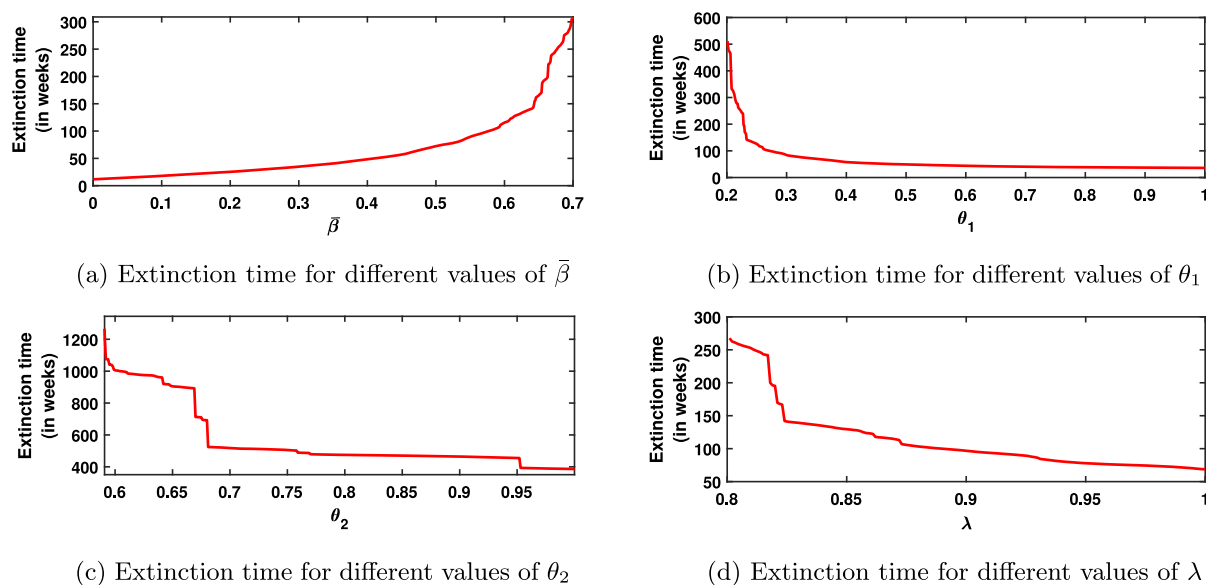 300
250
200
150
100
50
0
Extinction time
(in weeks)
0 0.1 0.2 0.3 0.4 0.5 0.6 0.7
β̄
(a) Extinction time for different values of β̄
600
500
400
300
200
100
0
Extinction time
(in weeks)
0.2 0.3 0.4 0.5 0.6 0.7 0.8 0.9 1
θ₁
(b) Extinction time for different values of θ₁
1200
1000
800
600
400
Extinction time
(in weeks)
0.6 0.65 0.7 0.75 0.8 0.85 0.9 0.95
θ₂
(c) Extinction time for different values of θ₂
300
250
200
150
100
50
Extinction time
(in weeks)
0.8 0.85 0.9 0.95 1
λ
(d) Extinction time for different values of λ